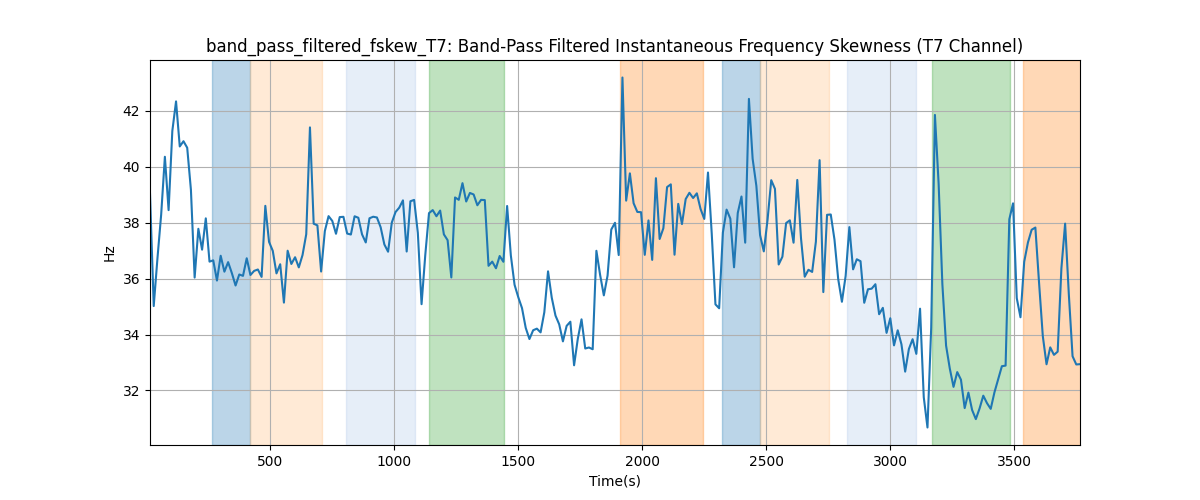 band_pass_filtered_fskew_T7: Band-Pass Filtered Instantaneous Frequency Skewness (T7 Channel)
Hz
42
40
38
36
34
32
500 1000 1500 2000 2500 3000 3500
Time(s)